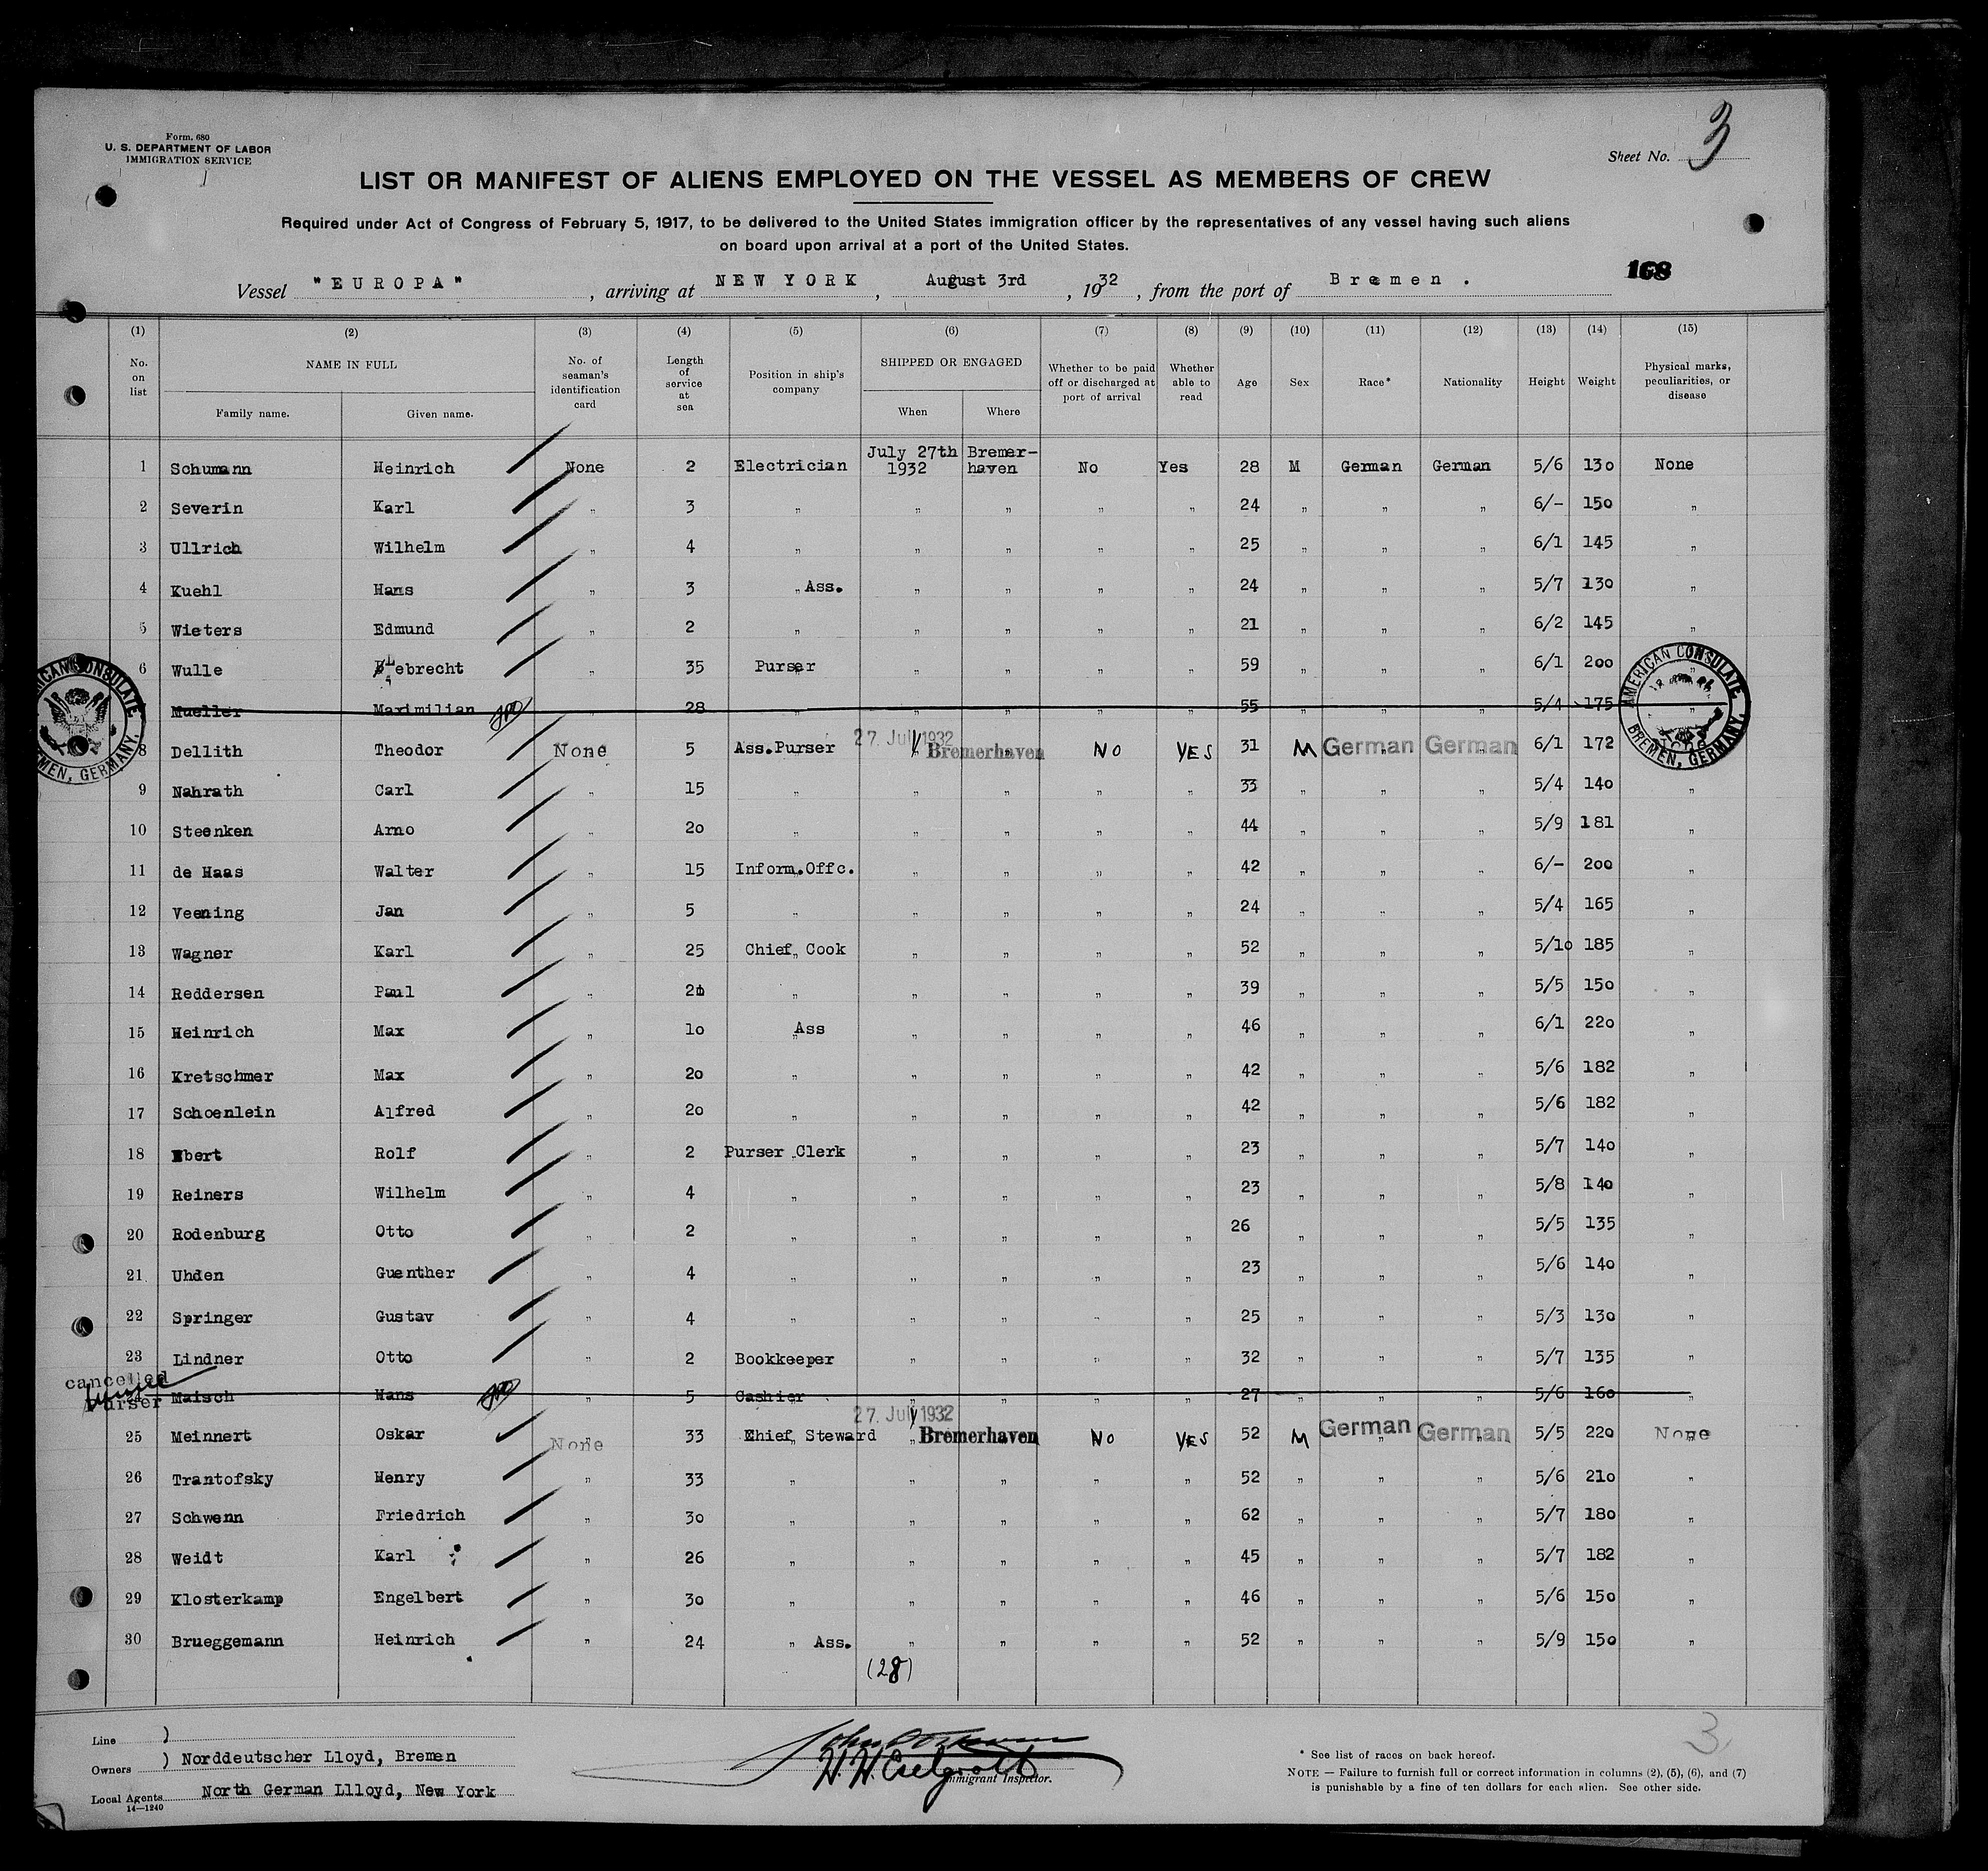 Form. 680
U. S. DEPARTMENT OF LABOR
IMMIGRATION SERVICE
Sheet No. 3
LIST OR MANIFEST OF ALIENS EMPLOYED ON THE VESSEL AS MEMBERS OF CREW
Required under Act of Congress of February 5, 1917, to be delivered to the United States immigration officer by the representatives of any vessel having such aliens
on board upon arrival at a port of the United States.
168
Vessel "EUROPA", arriving at NEW YORK, August 3rd, 1932, from the port of Bremen.
(1) (2) (3) (4) (5) (6) (7) (8) (9) (10) (11) (12) (13) (14) (15)
No. on list NAME IN FULL Family name. Given name. No. of seaman's identification card Length of service at sea Position in ship's company SHIPPED OR ENGAGED When Where Whether to be paid off or discharged at port of arrival Whether able to read Age Sex Race* Nationality Height Weight Physical marks, peculiarities, or disease
1 Schumann Heinrich None 2 Electrician July 27th 1932 Bremer-haven No Yes 28 M German German 5/6 130 None
2 Severin Karl " 3 " " " " " 24 " " " 6/- 150 "
3 Ullrich Wilhelm " 4 " " " " " 25 " " " 6/1 145 "
4 Kuehl Hans " 3 " Ass. " " " " 24 " " " 5/7 130 "
5 Wieters Edmund " 2 " " " " " 21 " " " 6/2 145 "
6 Wulle Lebrecht " 35 Purser " " " " 59 " " " 6/1 200 "
Mueller Maximilian " 28 " " " " " 55 " " " 5/4 175 "
8 Dellith Theodor None 5 Ass.Purser 27. July 1932 Bremerhaven No YES 31 M German German 6/1 172 None
9 Nahrath Carl " 15 " " " " " 33 " " " 5/4 140 "
10 Steenken Arno " 20 " " " " " 44 " " " 5/9 181 "
11 de Haas Walter " 15 Inform.Offc. " " " " 42 " " " 6/- 200 "
12 Veening Jan " 5 " " " " " 24 " " " 5/4 165 "
13 Wagner Karl " 25 Chief Cook " " " " 52 " " " 5/10 185 "
14 Reddersen Paul " " " " " " 39 " " " 5/5 150 "
15 Heinrich Max " 10 " Ass " " " " 46 " " " 6/1 220 "
16 Kretschmer Max " 20 " " " " " 42 " " " 5/6 182 "
17 Schoenlein Alfred " 20 " " " " " 42 " " " 5/6 182 "
18 Ebert Rolf " 2 Purser Clerk " " " " 23 " " " 5/7 140 "
19 Reiners Wilhelm " 4 " " " " " 23 " " " 5/8 140 "
20 Rodenburg Otto " 2 " " " " " 26 " " " 5/5 135 "
21 Uhden Guenther " 4 " " " " " 23 " " " 5/6 140 "
22 Springer Gustav " 4 " " " " " 25 " " " 5/3 130 "
23 Lindner Otto " 2 Bookkeeper " " " " 32 " " " 5/7 135 "
cancelled
24 Maisch Hans " 5 Cashier " " " " 27 " " " 5/6 160 "
Purser
25 Meinnert Oskar None 33 Chief Steward 27. July 1932 Bremerhaven No YES 52 M German German 5/5 220 None
26 Trantofsky Henry " 33 " " " " " 52 " " " 5/6 210 "
27 Schwenn Friedrich " 30 " " " " " 62 " " " 5/7 180 "
28 Weidt Karl " 26 " " " " " 45 " " " 5/7 182 "
29 Klosterkamp Engelbert " 30 " " " " " 46 " " " 5/6 150 "
30 Brueggemann Heinrich " 24 " Ass. " " " " 52 " " " 5/9 150 "
(28)
AMERICAN CONSULATE BREMEN, GERMANY.
AMERICAN CONSULATE BREMEN, GERMANY.
Line )
Owners ) Norddeutscher Lloyd, Bremen
Local Agents North German Llloyd, New York
14—1240
Immigrant Inspector.
3
* See list of races on back hereof.
NOTE — Failure to furnish full or correct information in columns (2), (5), (6), and (7)
is punishable by a fine of ten dollars for each alien. See other side.